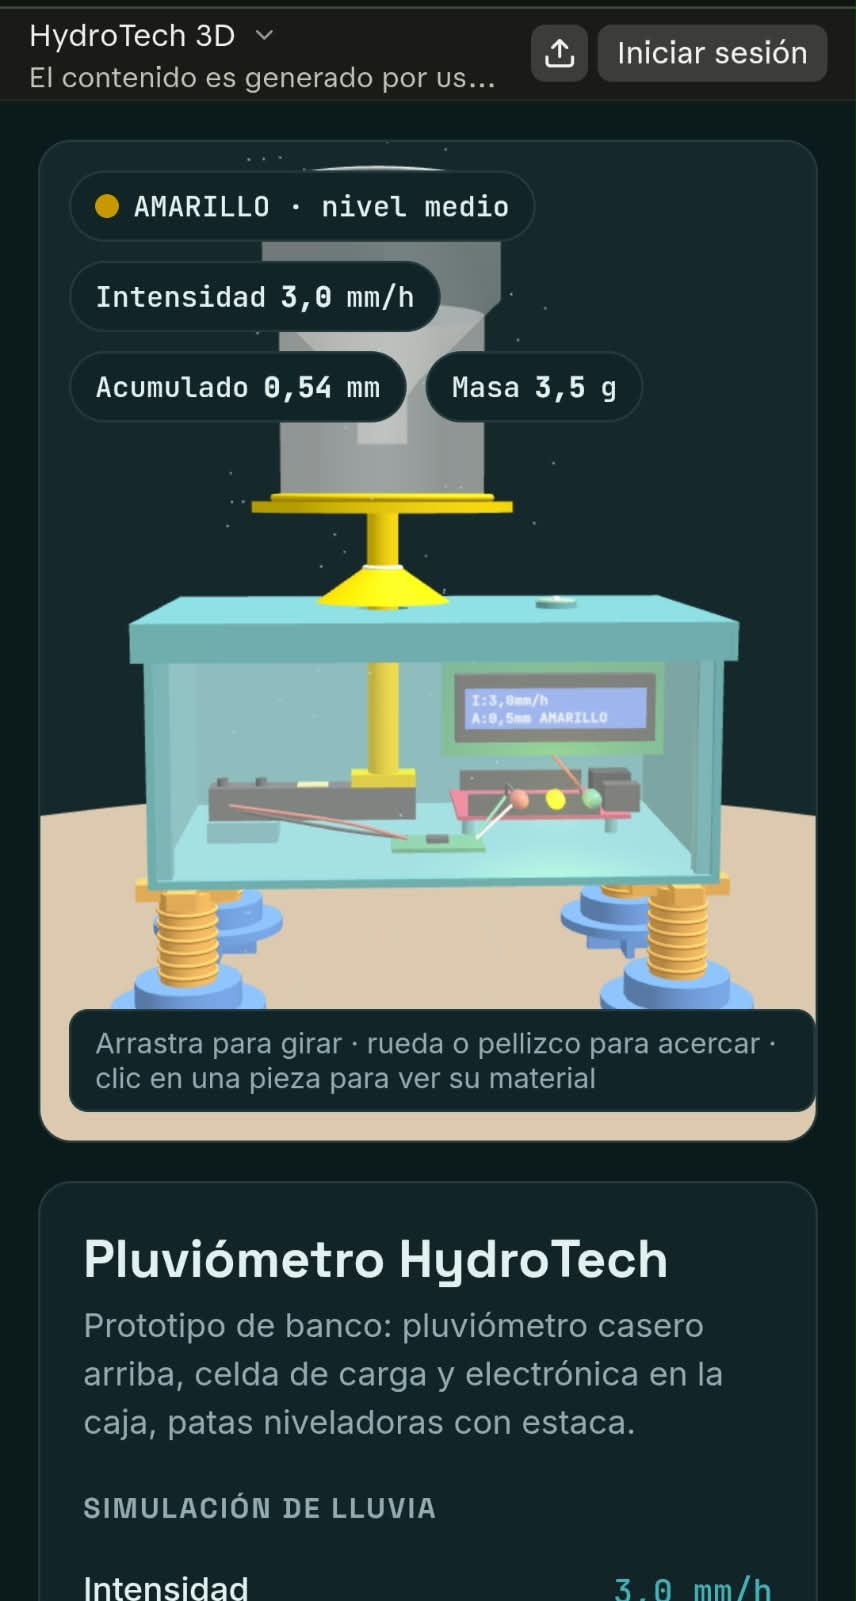 HydroTech 3D
El contenido es generado por us...
Iniciar sesión
AMARILLO · nivel medio
Intensidad 3,0 mm/h
Acumulado 0,54 mm
Masa 3,5 g
I:3,0mm/h
A:0,5mm AMARILLO
Arrastra para girar · rueda o pellizco para acercar ·
clic en una pieza para ver su material
Pluviómetro HydroTech
Prototipo de banco: pluviómetro casero
arriba, celda de carga y electrónica en la
caja, patas niveladoras con estaca.
SIMULACIÓN DE LLUVIA
Intensidad
3,0 mm/h